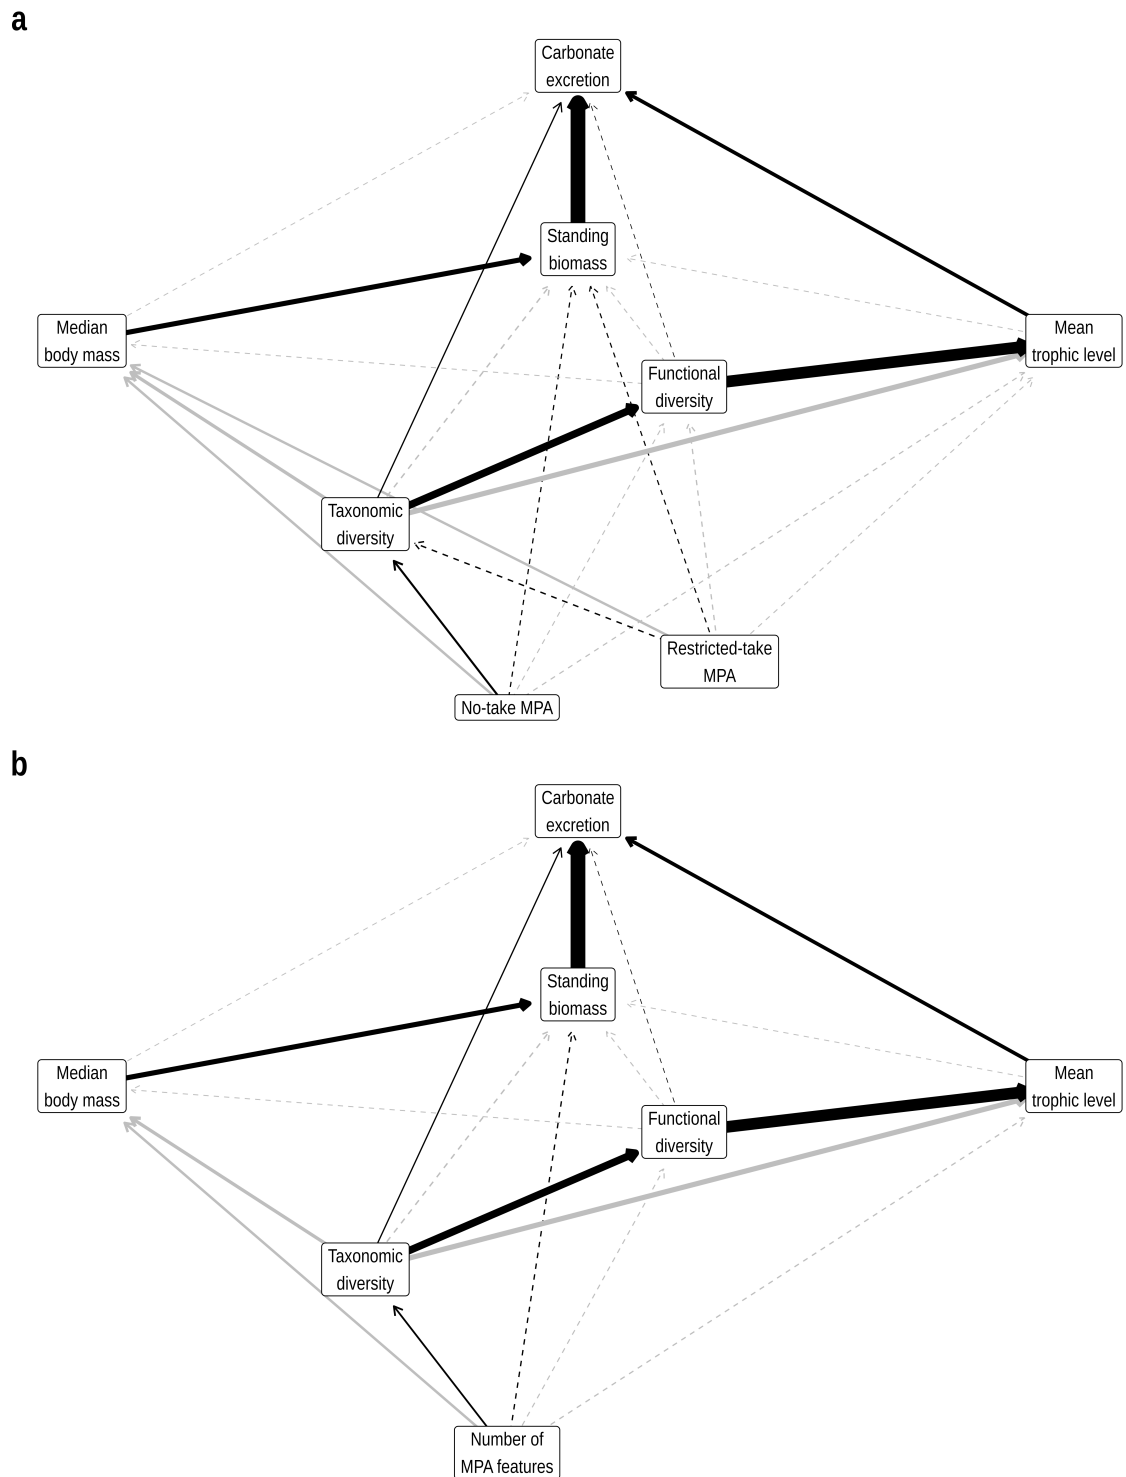 a
Carbonate
excretion
Standing
biomass
Median
body mass
Mean
trophic level
Functional
diversity
Taxonomic
diversity
Restricted-take
MPA
No-take MPA
b
Carbonate
excretion
Standing
biomass
Median
body mass
Mean
trophic level
Functional
diversity
Taxonomic
diversity
Number of
MPA features